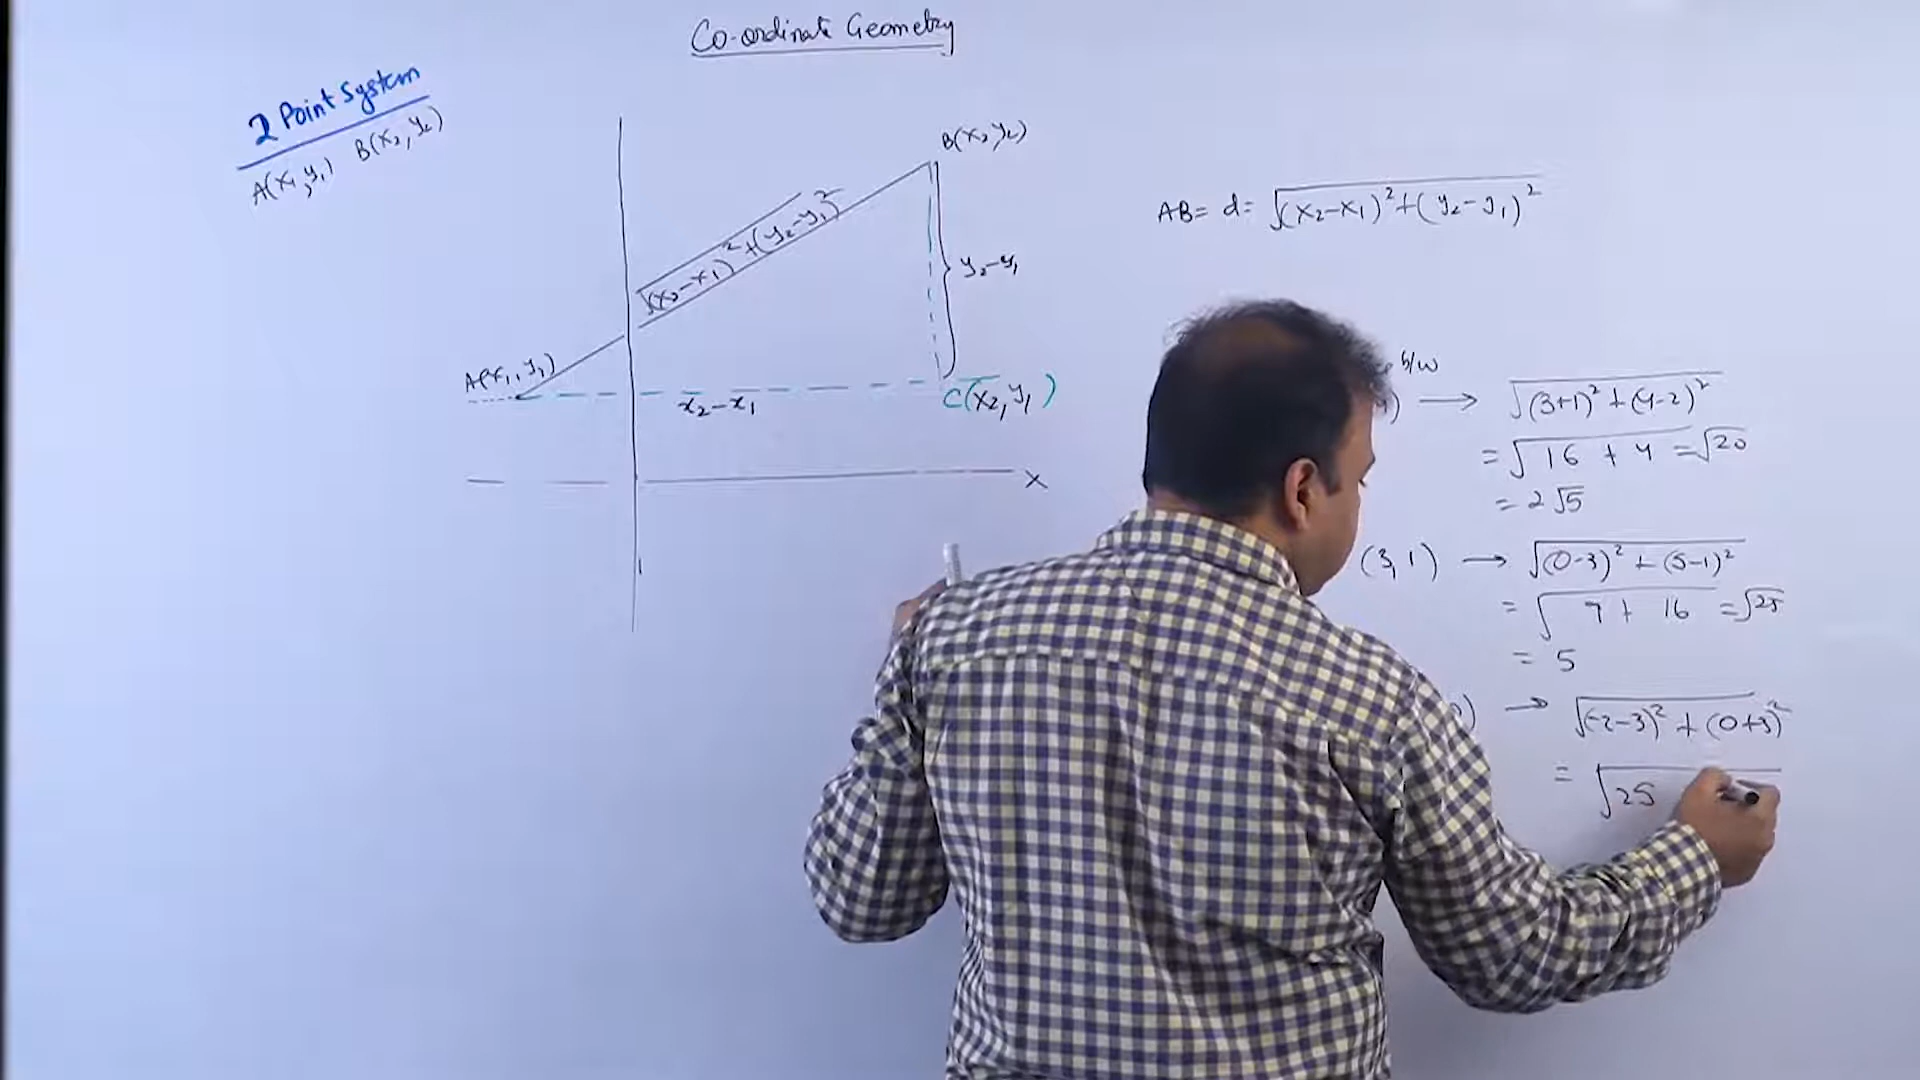 Co-ordinate Geometry
2 Point System
A(x₁, y₁) B(x₂, y₂)
B(x₂, y₂)
√(x₂-x₁)² + (y₂-y₁)²
y₂-y₁
A(x₁, y₁)
x₂-x₁
C(x₂, y₁)
X
AB = d = √(x₂-x₁)² + (y₂-y₁)²
b/w
) → √(3+1)² + (4-2)²
= √16 + 4 = √20
= 2√5
(3, 1) → √(0-3)² + (5-1)²
= √9 + 16 = √25
= 5
) → √(-2-3)² + (0+3)²
= √25